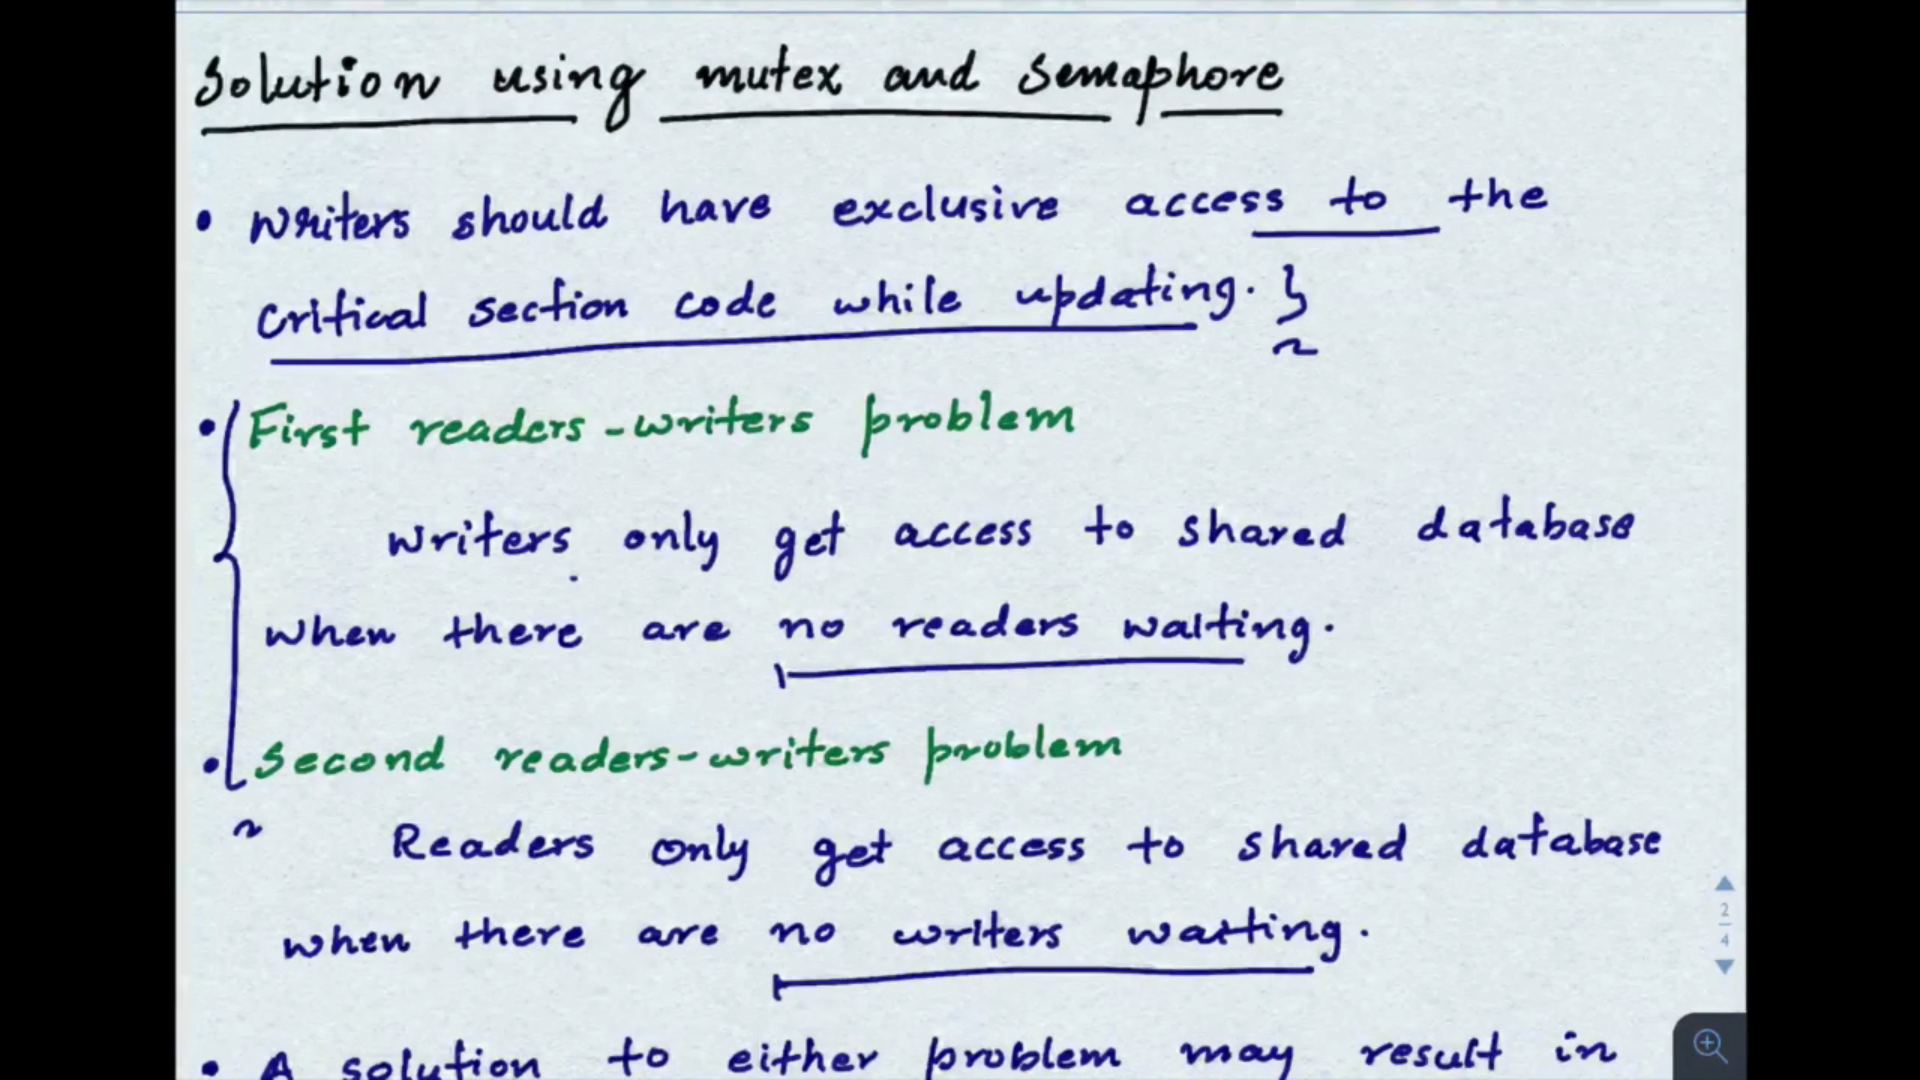 Solution using mutex and Semaphore
• Writers should have exclusive access to the
Critical section code while updating.
• First readers-writers problem
Writers only get access to shared database
when there are no readers waiting.
• Second readers-writers problem
Readers only get access to shared database
when there are no writers waiting.
• A solution to either problem may result in
2
4